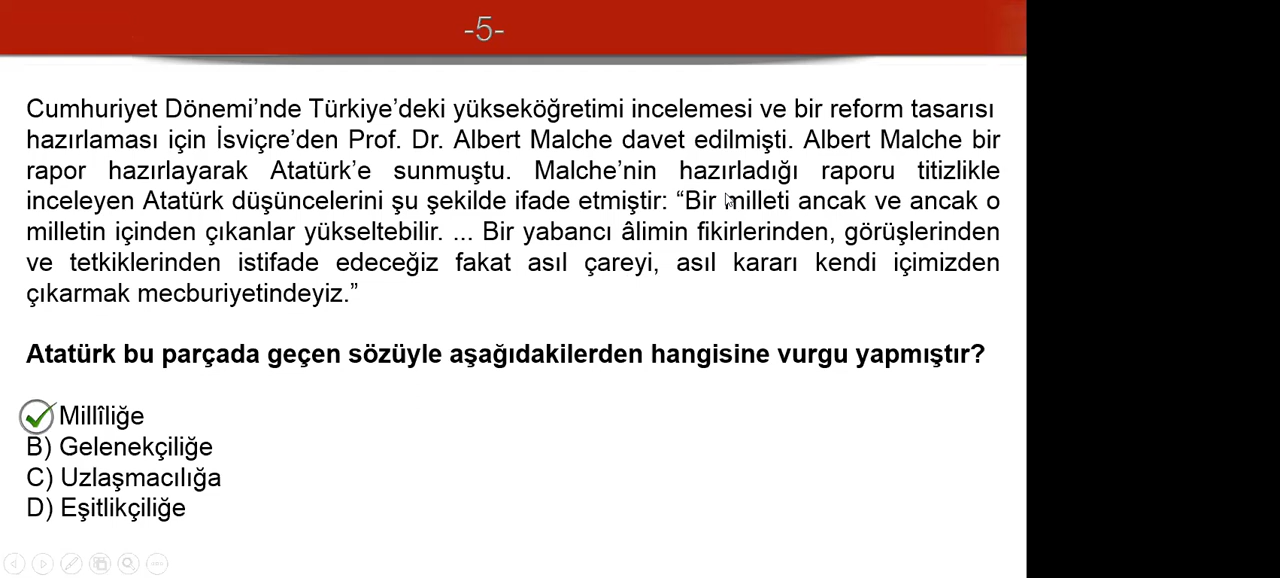 -5-
Cumhuriyet Dönemi’nde Türkiye’deki yükseköğretimi incelemesi ve bir reform tasarısı
hazırlaması için İsviçre’den Prof. Dr. Albert Malche davet edilmişti. Albert Malche bir
rapor hazırlayarak Atatürk’e sunmuştu. Malche’nin hazırladığı raporu titizlikle
inceleyen Atatürk düşüncelerini şu şekilde ifade etmiştir: “Bir milleti ancak ve ancak o
milletin içinden çıkanlar yükseltebilir. ... Bir yabancı âlimin fikirlerinden, görüşlerinden
ve tetkiklerinden istifade edeceğiz fakat asıl çareyi, asıl kararı kendi içimizden
çıkarmak mecburiyetindeyiz.”
Atatürk bu parçada geçen sözüyle aşağıdakilerden hangisine vurgu yapmıştır?
Millîliğe
B) Gelenekçiliğe
C) Uzlaşmacılığa
D) Eşitlikçiliğe